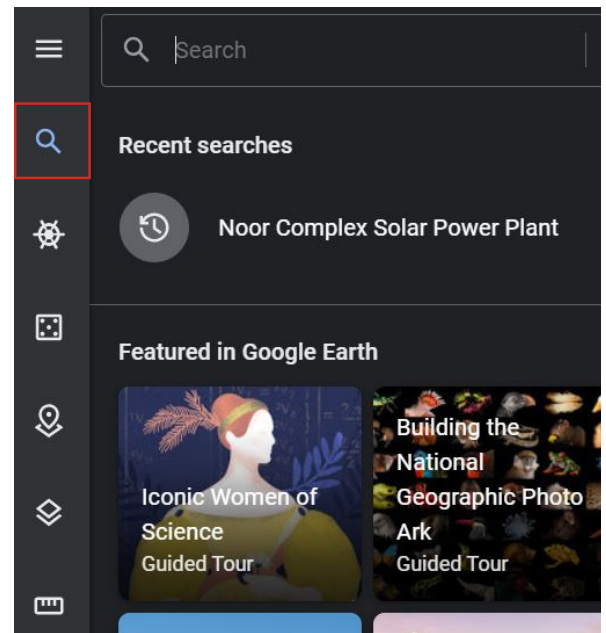 Search
Recent searches
Noor Complex Solar Power Plant
Featured in Google Earth
Iconic Women of
Science
Guided Tour
Building the
National
Geographic Photo
Ark
Guided Tour